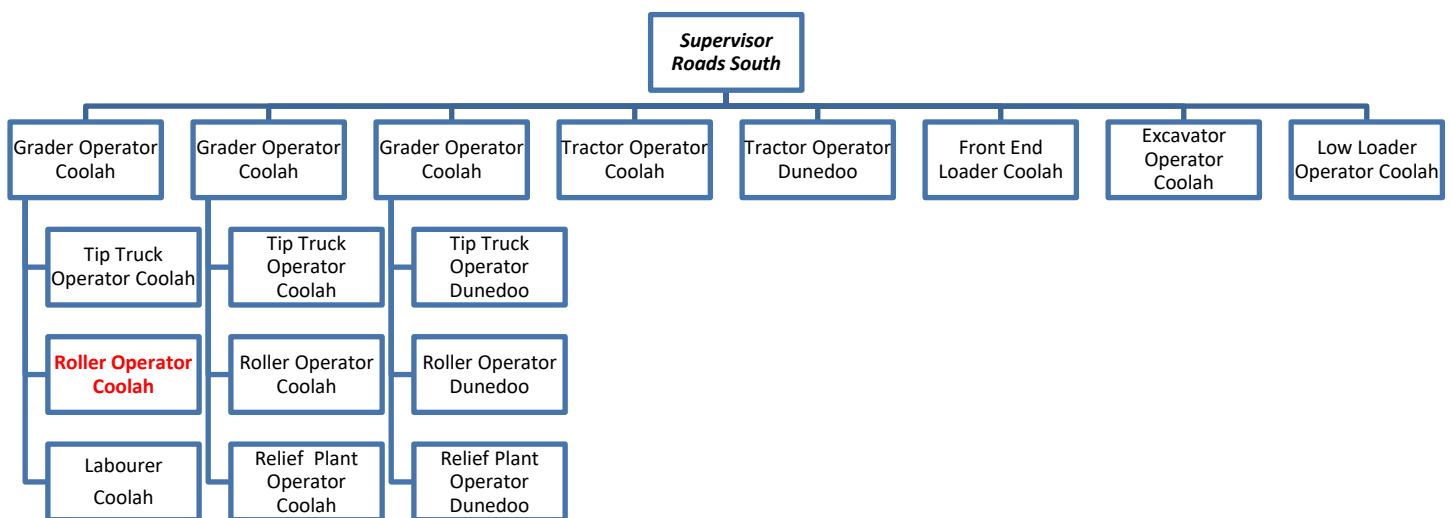 Supervisor
Roads South
Grader Operator
Coolah
Grader Operator
Coolah
Grader Operator
Coolah
Tractor Operator
Coolah
Tractor Operator
Dunedoo
Front End
Loader Coolah
Excavator
Operator
Coolah
Low Loader
Operator Coolah
Tip Truck
Operator Coolah
Tip Truck
Operator
Coolah
Tip Truck
Operator
Dunedoo
Roller Operator
Coolah
Roller Operator
Coolah
Roller Operator
Dunedoo
Labourer
Coolah
Relief Plant
Operator
Coolah
Relief Plant
Operator
Dunedoo